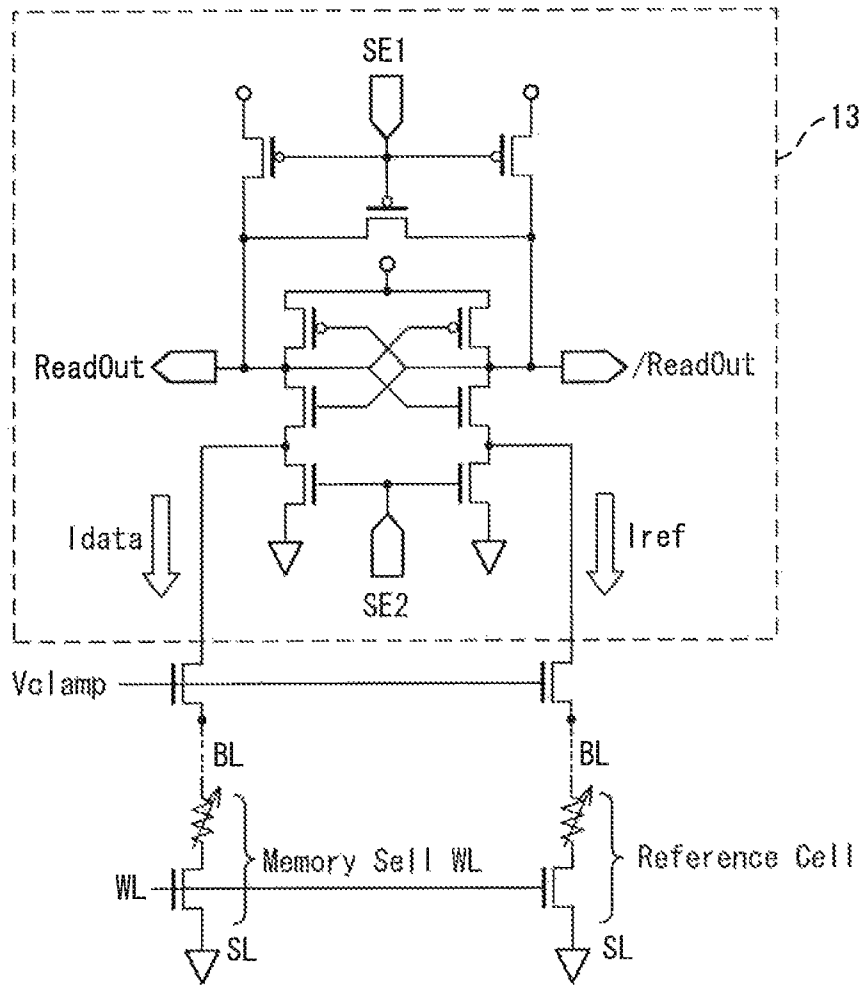 SE1
13
ReadOut
/ReadOut
Idata
Iref
SE2
Vclamp
BL
BL
Memory Sell WL
Reference Cell
WL
SL
SL